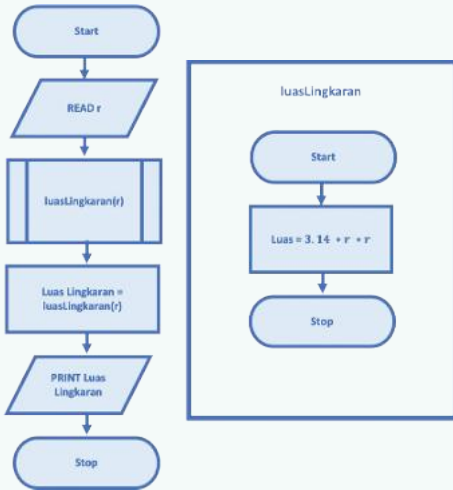 Start
READ r
luasLingkaran(r)
Luas Lingkaran =
luasLingkaran(r)
PRINT Luas
Lingkaran
Stop
luasLingkaran
Start
Luas = 3.14 * r * r
Stop